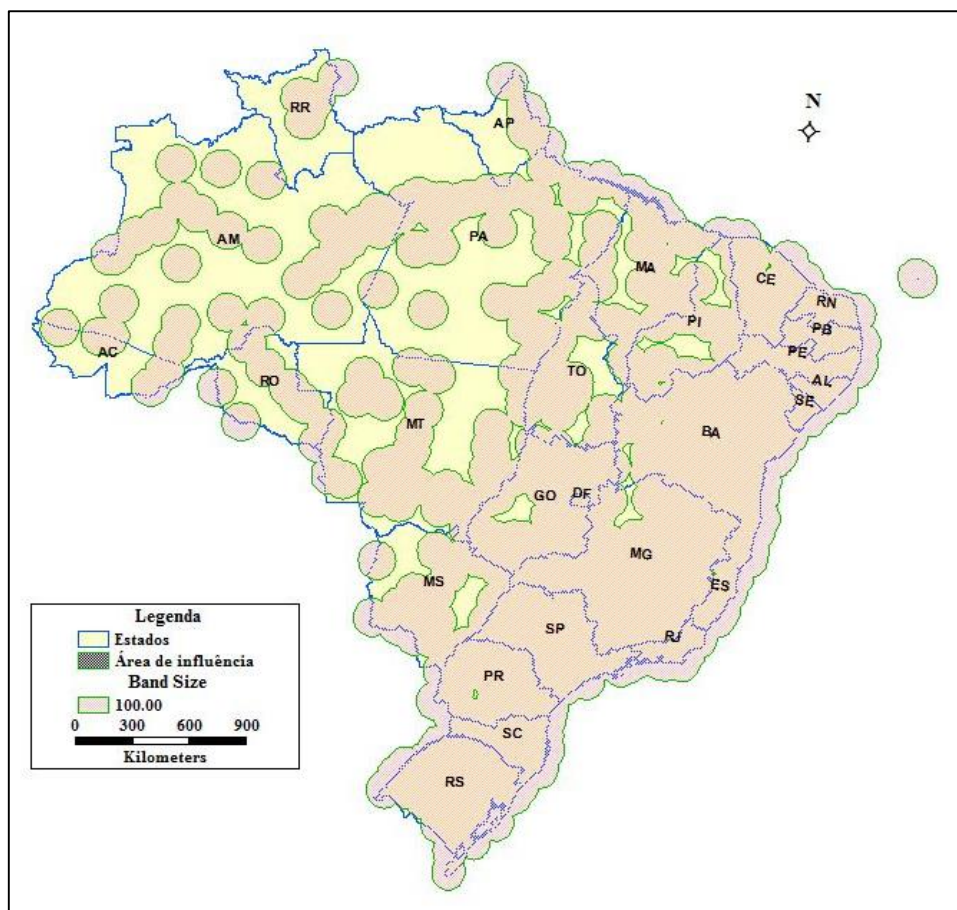 N
RR
AP
AM
PA
MA
CE
RN
PB
PI
PE
AC
RO
TO
AL
SE
MT
BA
GO
DF
MG
MS
ES
SP
RJ
PR
SC
RS
Legenda
Estados
Área de influência
Band Size
100.00
0 300 600 900
Kilometers